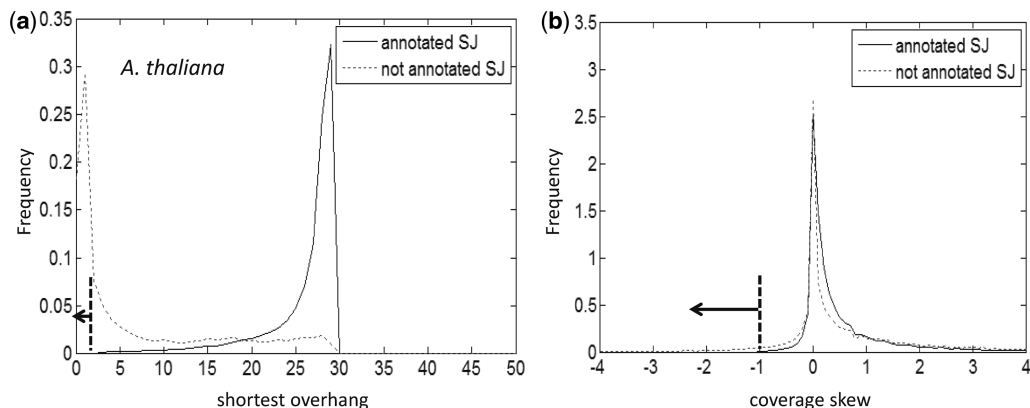 (a)
A. thaliana
annotated SJ
not annotated SJ
Frequency
0.35
0.3
0.25
0.2
0.15
0.1
0.05
0
0 5 10 15 20 25 30 35 40 45 50
shortest overhang
(b)
annotated SJ
not annotated SJ
Frequency
3.5
3
2.5
2
1.5
1
0.5
0
-4 -3 -2 -1 0 1 2 3 4
coverage skew